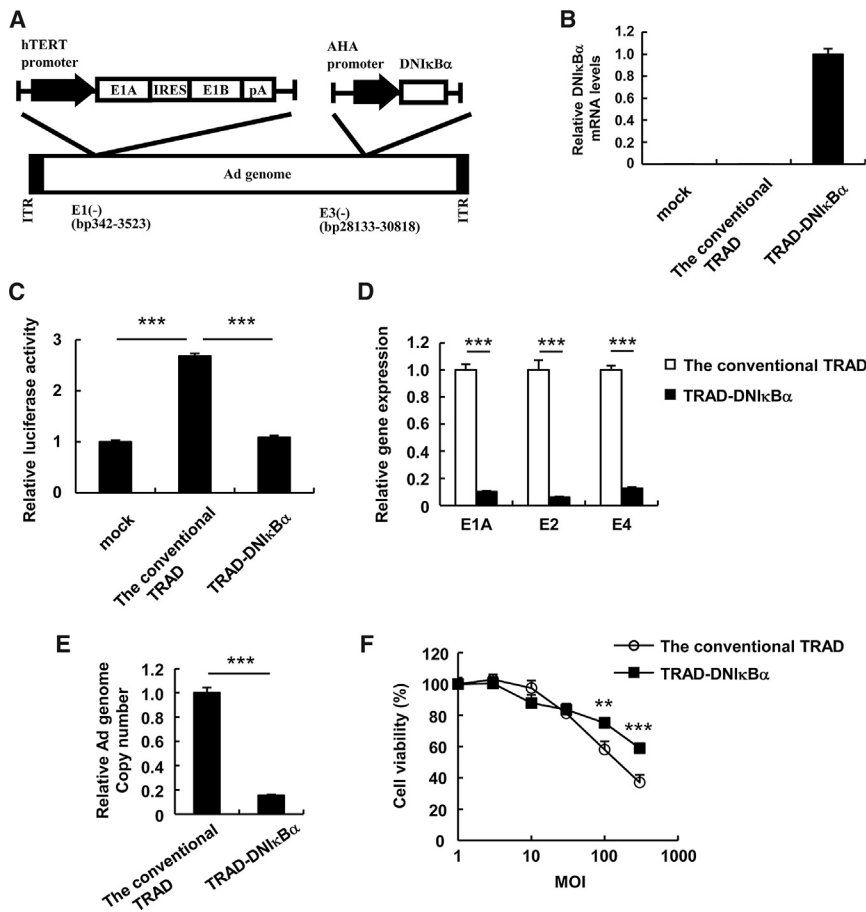 A
hTERT
promoter
E1A IRES E1B pA
AHA
promoter
DNIκBα
Ad genome
ITR
E1(-)
(bp342-3523)
E3(-)
(bp28133-30818)
ITR
B
Relative DNIκBα
mRNA levels
1.2
1.0
0.8
0.6
0.4
0.2
0
mock
The conventional
TRAD
TRAD-DNIκBα
C
Relative luciferase activity
3
2
1
0
*** ***
mock
The conventional
TRAD
TRAD-DNIκBα
D
Relative gene expression
1.2
1.0
0.8
0.6
0.4
0.2
0
*** *** ***
E1A E2 E4
The conventional TRAD
TRAD-DNIκBα
E
Relative Ad genome
Copy number
1.2
1.0
0.8
0.6
0.4
0.2
0
***
The conventional
TRAD
TRAD-DNIκBα
F
Cell viability (%)
120
100
80
60
40
20
0
The conventional TRAD
TRAD-DNIκBα
**
***
1 10 100 1000
MOI